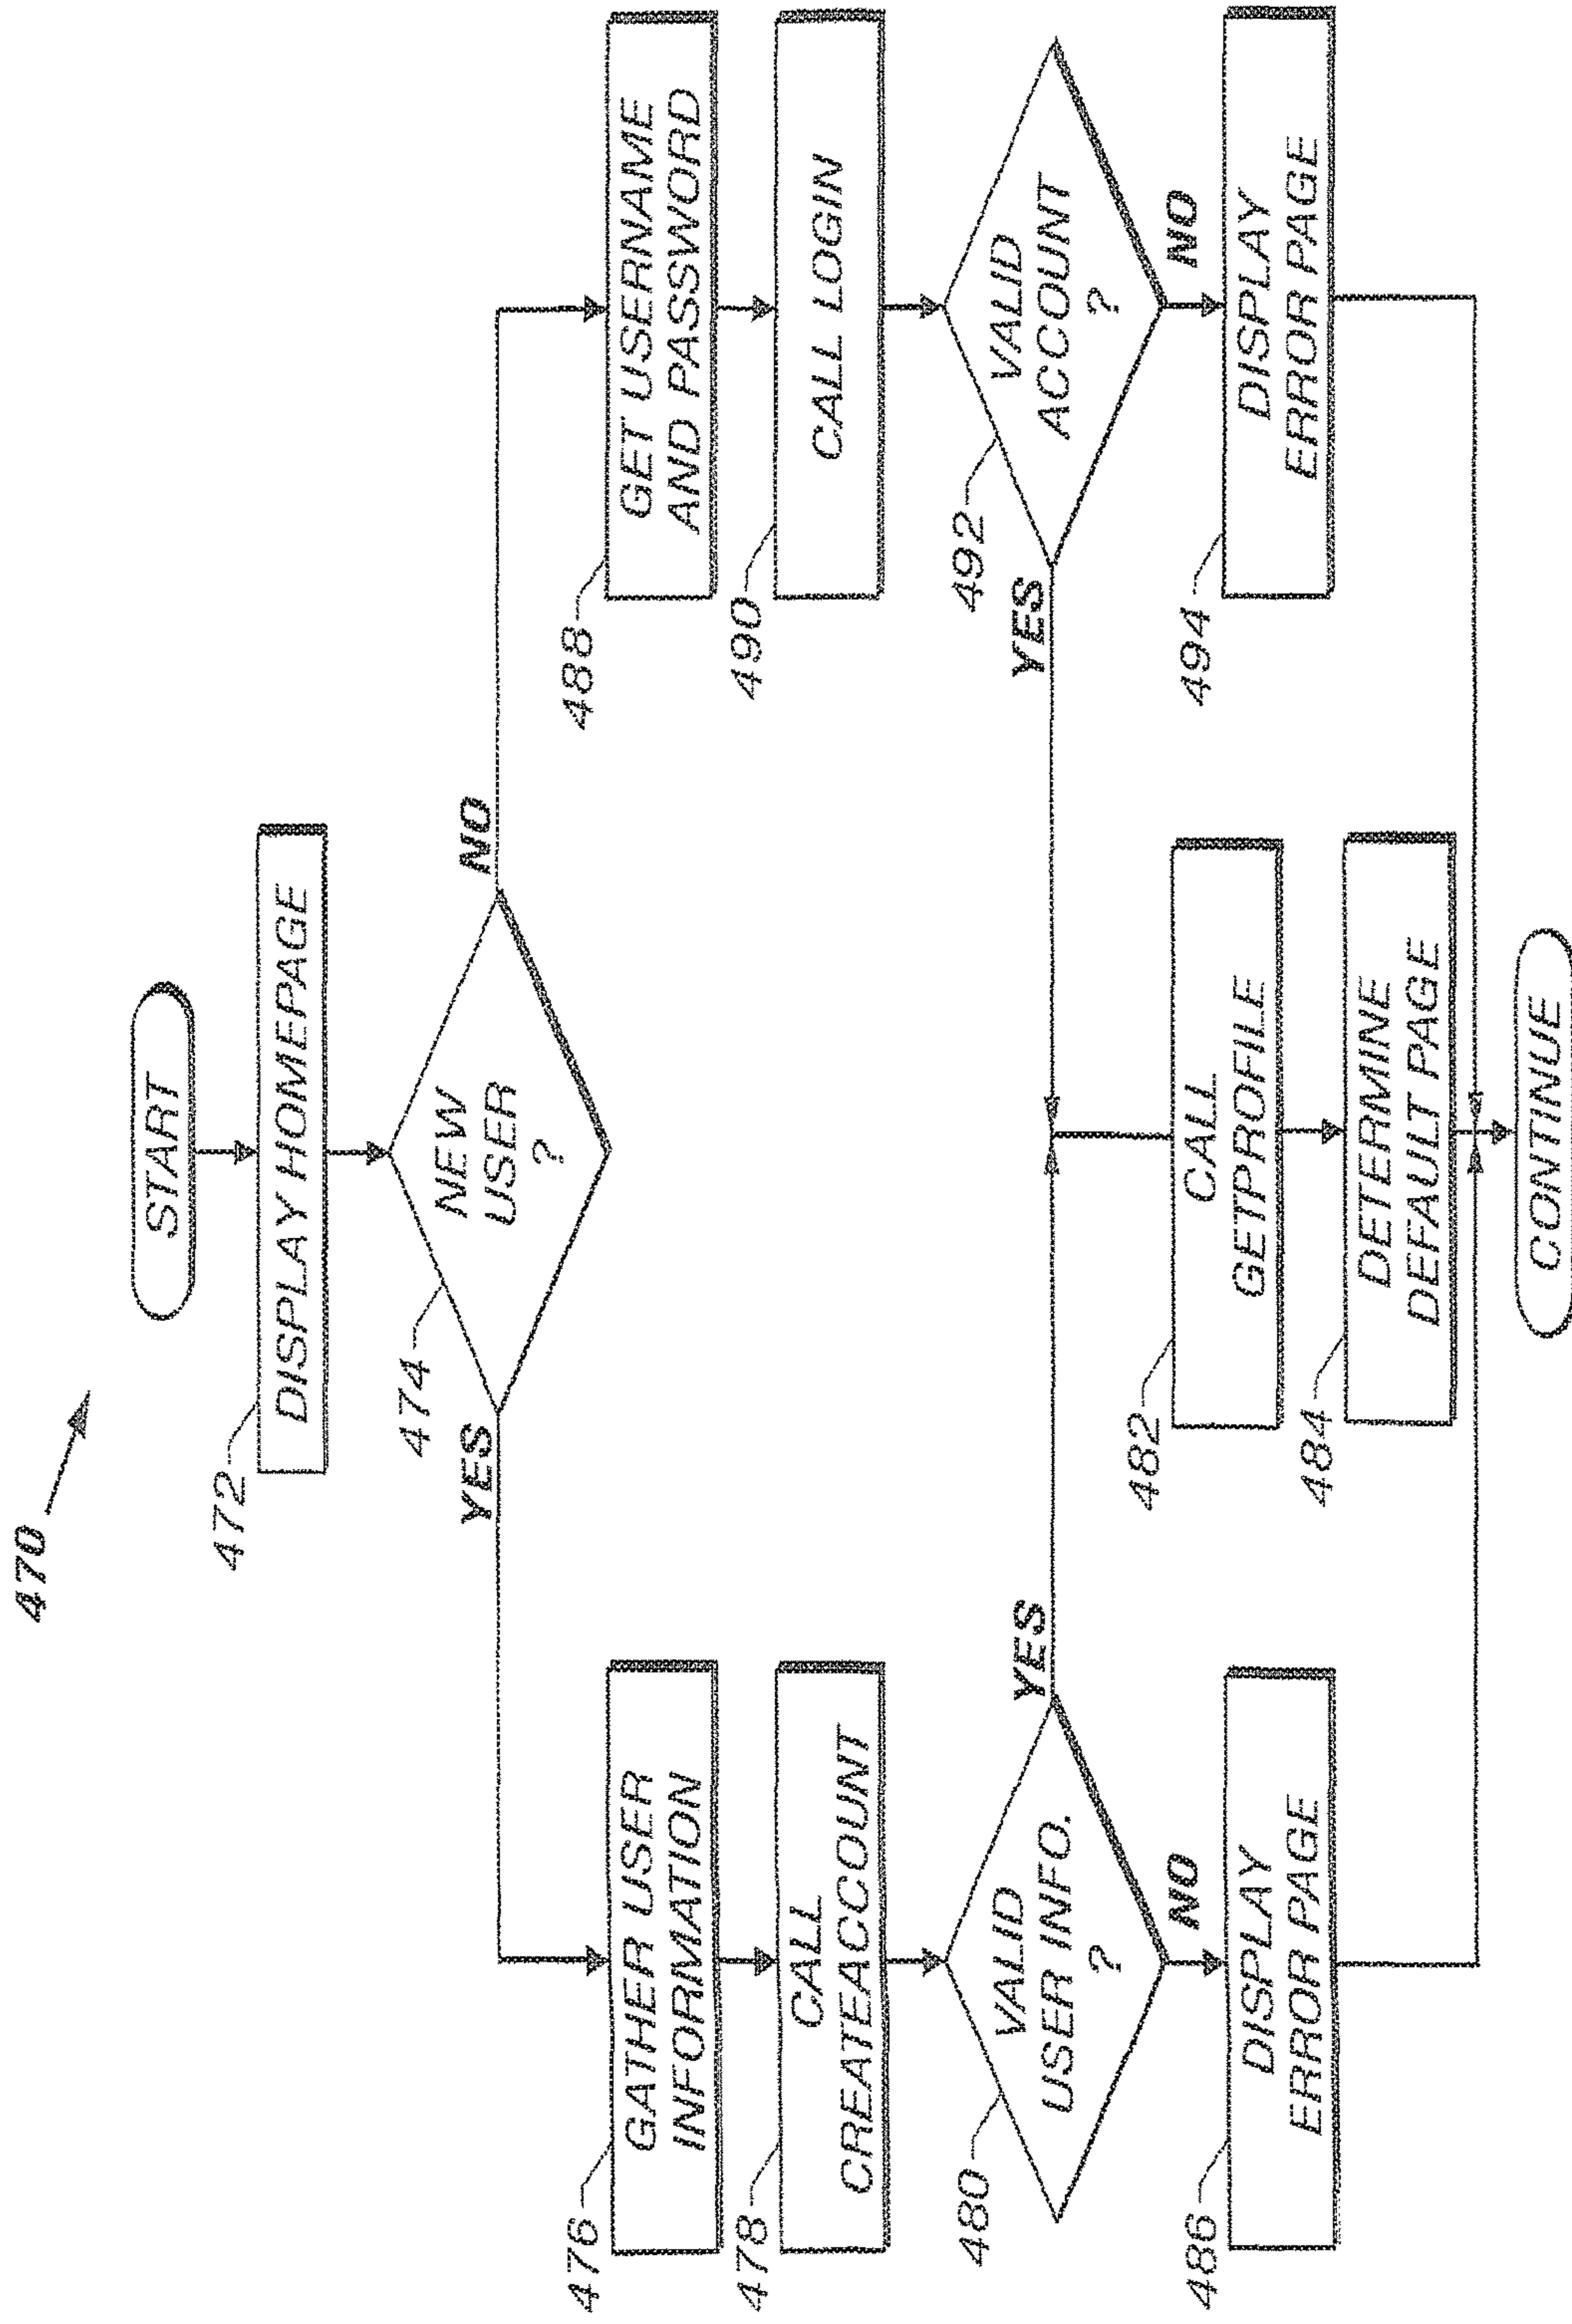 470
START
472
DISPLAY HOMEPAGE
474
NEW
USER
?
YES
NO
476
GATHER USER
INFORMATION
488
GET USERNAME
AND PASSWORD
478
CALL
CREATEACCOUNT
490
CALL LOGIN
480
VALID
USER INFO.
?
YES
NO
492
VALID
ACCOUNT
?
YES
NO
482
CALL
GETPROFILE
486
DISPLAY
ERROR PAGE
494
DISPLAY
ERROR PAGE
484
DETERMINE
DEFAULT PAGE
CONTINUE